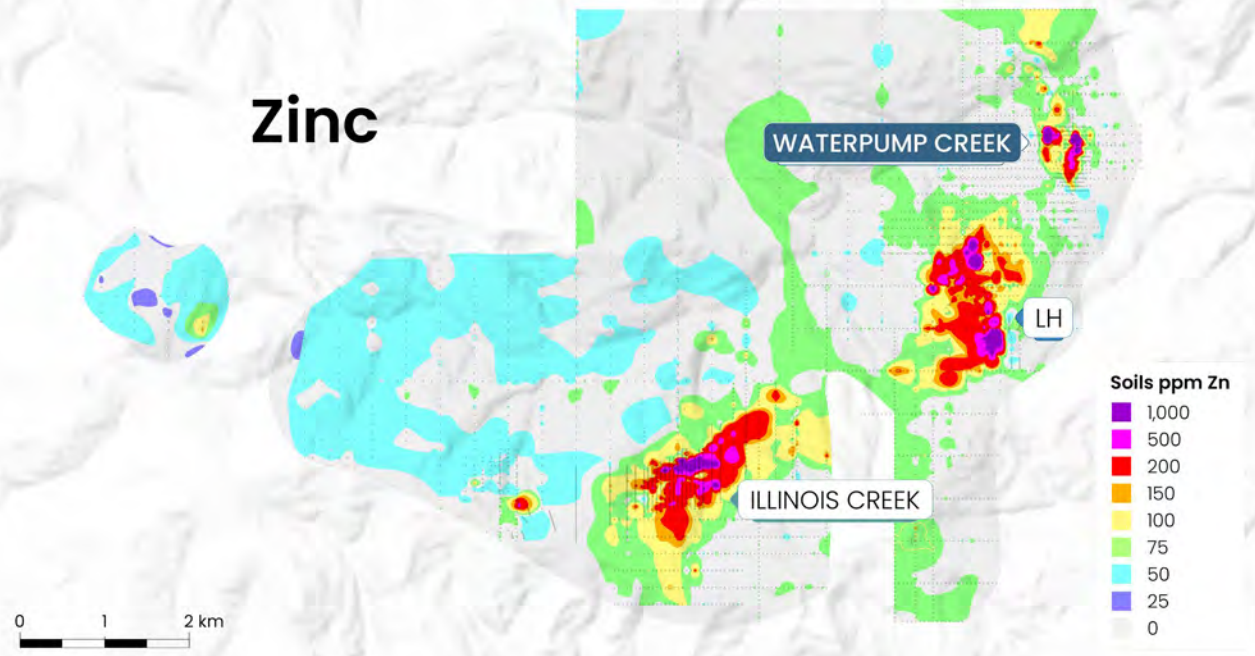 Zinc
WATERPUMP CREEK
LH
ILLINOIS CREEK
Soils ppm Zn
1,000
500
200
150
100
75
50
25
0
0 1 2 km